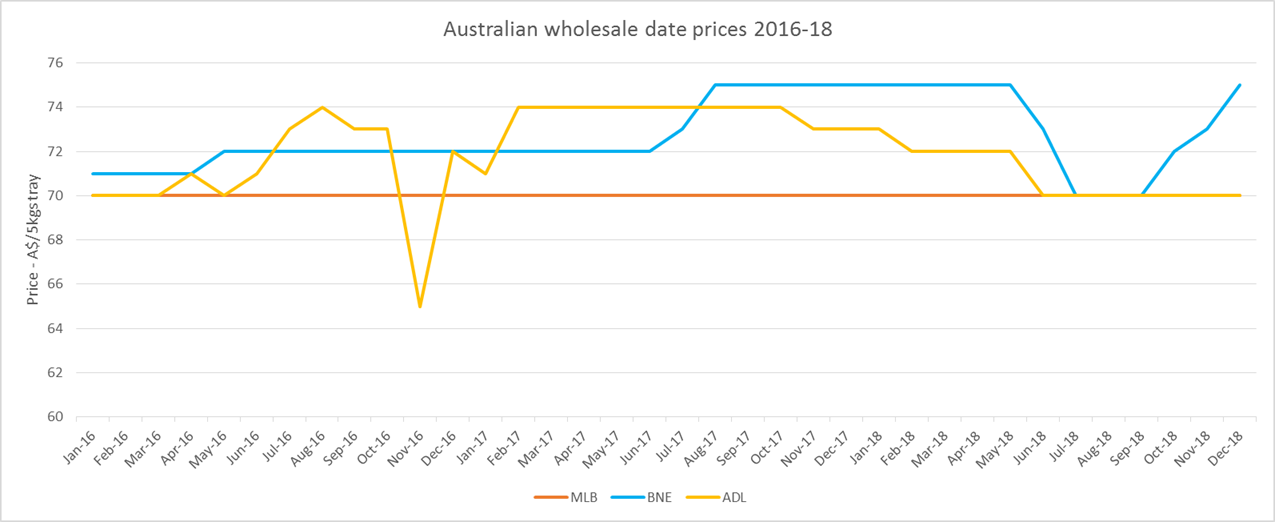 Australian wholesale date prices 2016-18
Price - A$/5kgstray
76
74
72
70
68
66
64
62
60
Jan-16
Feb-16
Mar-16
Apr-16
May-16
Jun-16
Jul-16
Aug-16
Sep-16
Oct-16
Nov-16
Dec-16
Jan-17
Feb-17
Mar-17
Apr-17
May-17
Jun-17
Jul-17
Aug-17
Sep-17
Oct-17
Nov-17
Dec-17
Jan-18
Feb-18
Mar-18
Apr-18
May-18
Jun-18
Jul-18
Aug-18
Sep-18
Oct-18
Nov-18
Dec-18
MLB BNE ADL